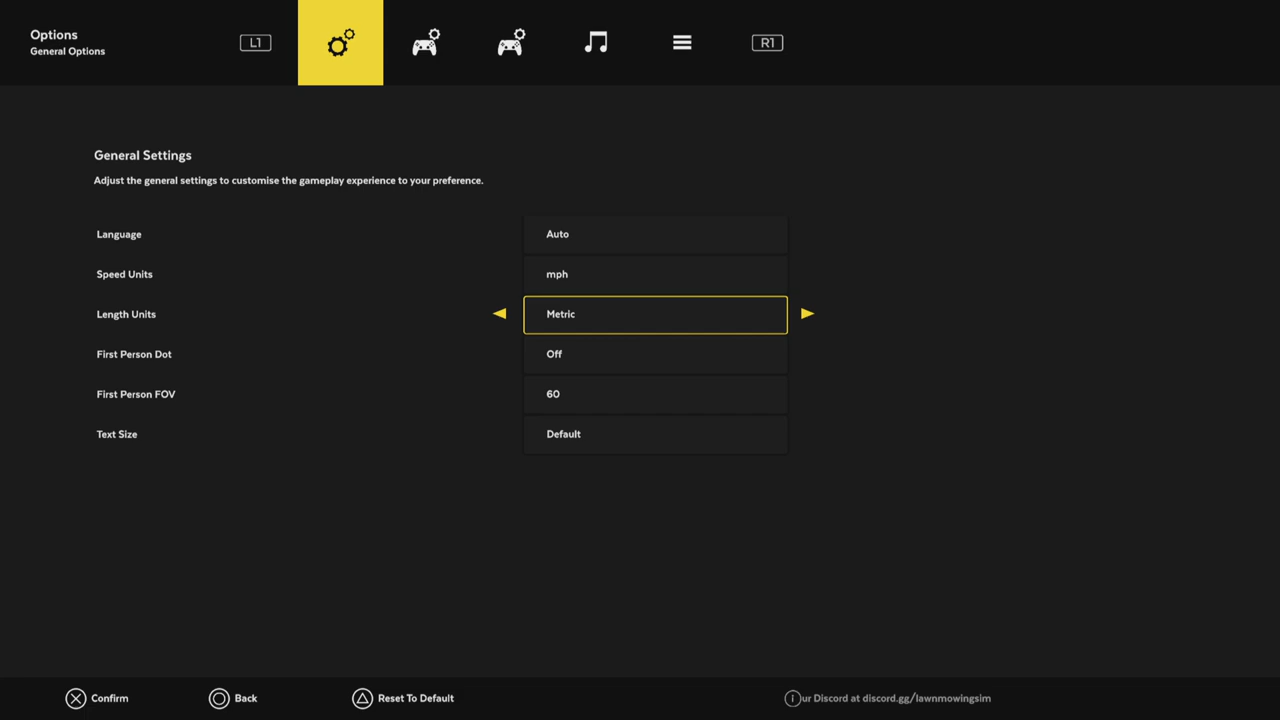 Options
General Options
L1
R1
General Settings
Adjust the general settings to customise the gameplay experience to your preference.
Language Auto
Speed Units mph
Length Units Metric
First Person Dot Off
First Person FOV 60
Text Size Default
Confirm Back Reset To Default
ur Discord at discord.gg/lawnmowingsim